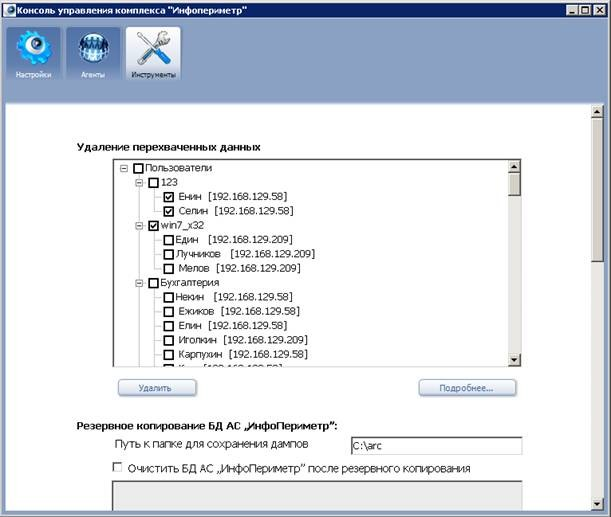 Консоль управления комплекса "Инфопериметр"
Настройки
Агенты
Инструменты
Удаление перехваченных данных
Пользователи
123
Енин [192.168.129.58]
Селин [192.168.129.58]
win7_x32
Един [192.168.129.209]
Лучников [192.168.129.209]
Мелов [192.168.129.209]
Бухгалтерия
Некин [192.168.129.58]
Ежиков [192.168.129.58]
Елин [192.168.129.58]
Иголкин [192.168.129.209]
Карпухин [192.168.129.58]
Удалить
Подробнее...
Резервное копирование БД АС „ИнфоПериметр”:
Путь к папке для сохранения дампов
C:\arc
Очистить БД АС „ИнфоПериметр” после резервного копирования